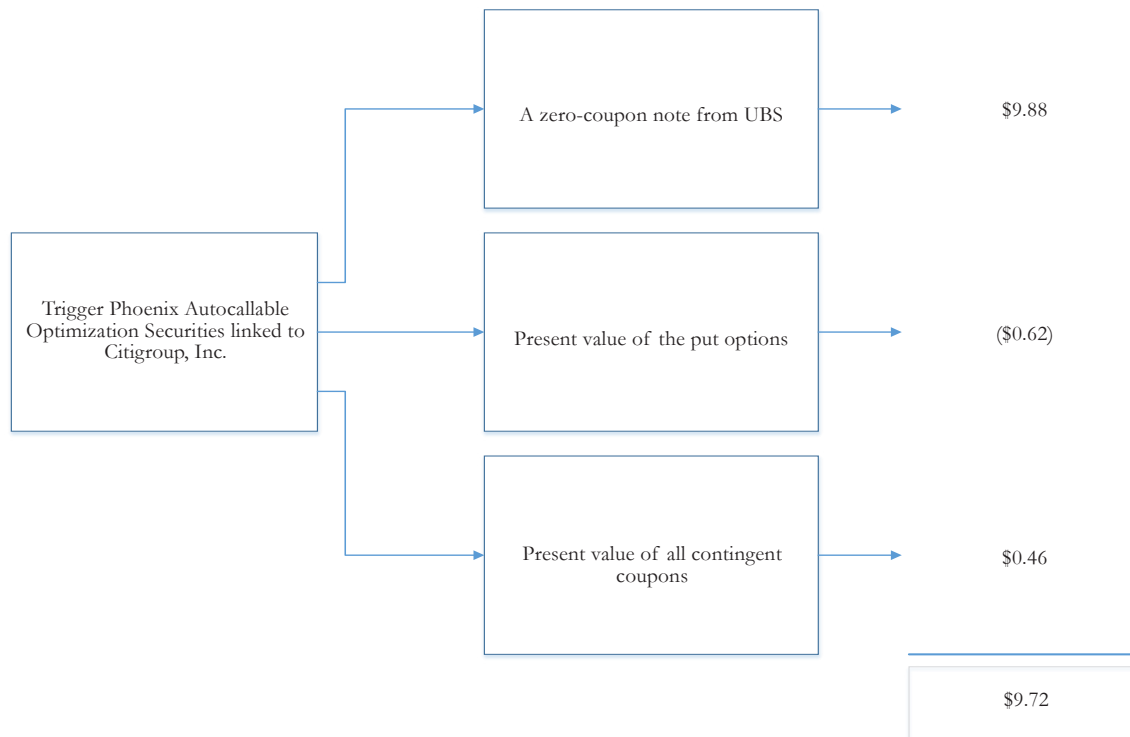 A zero-coupon note from UBS
$9.88
Trigger Phoenix Autocallable
Optimization Securities linked to
Citigroup, Inc.
Present value of the put options
($0.62)
Present value of all contingent
coupons
$0.46
$9.72